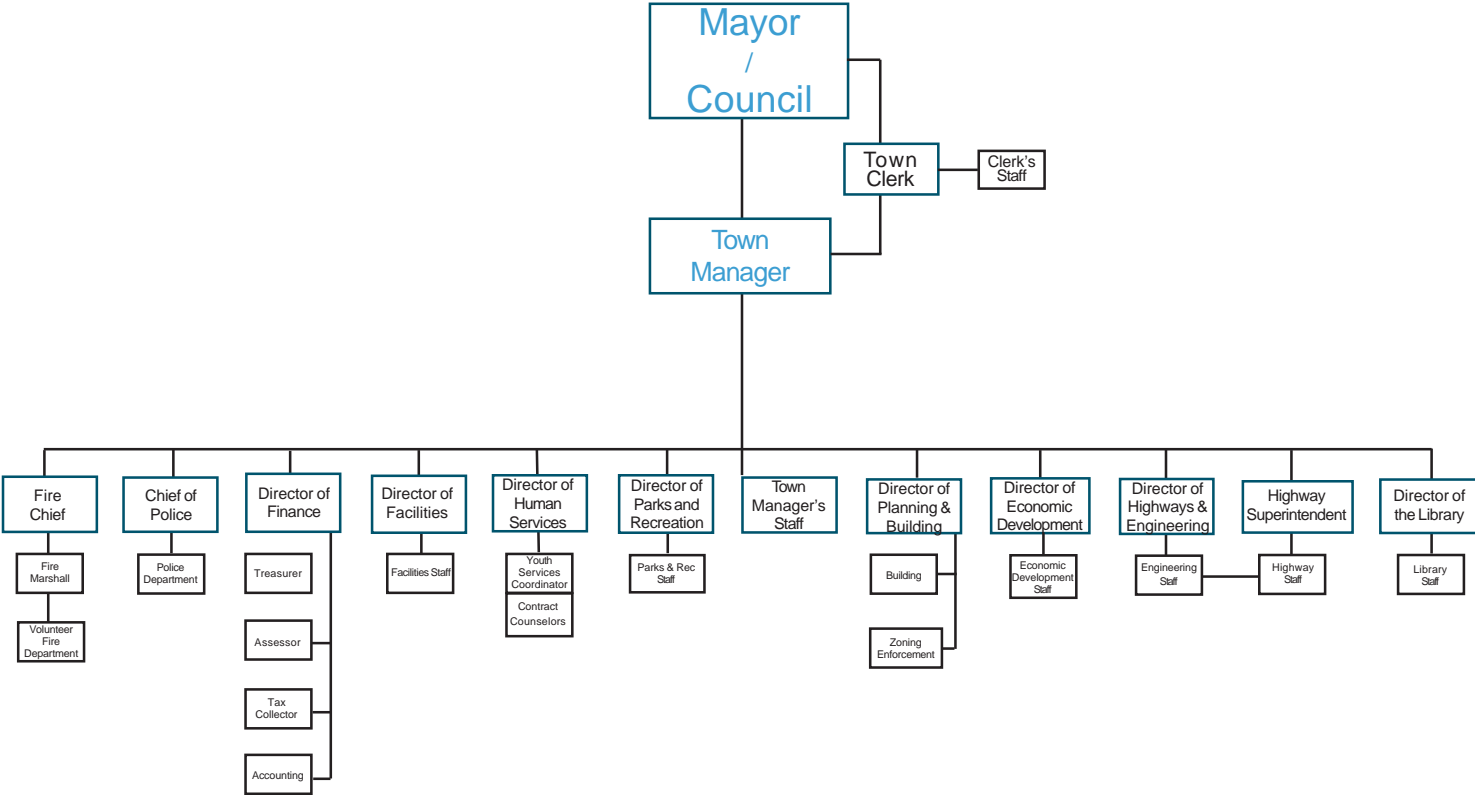 Mayor
/
Council
Town
Clerk
Clerk's
Staff
Town
Manager
Fire
Chief
Chief of
Police
Director of
Finance
Director of
Facilities
Director of
Human
Services
Director of
Parks and
Recreation
Town
Manager's
Staff
Director of
Planning &
Building
Director of
Economic
Development
Director of
Highways &
Engineering
Highway
Superintendent
Director of
the Library
Fire
Marshall
Police
Department
Treasurer
Facilities Staff
Youth
Services
Coordinator
Parks & Rec
Staff
Building
Economic
Development
Staff
Engineering
Staff
Highway
Staff
Library
Staff
Contract
Counselors
Volunteer
Fire
Department
Assessor
Zoning
Enforcement
Tax
Collector
Accounting